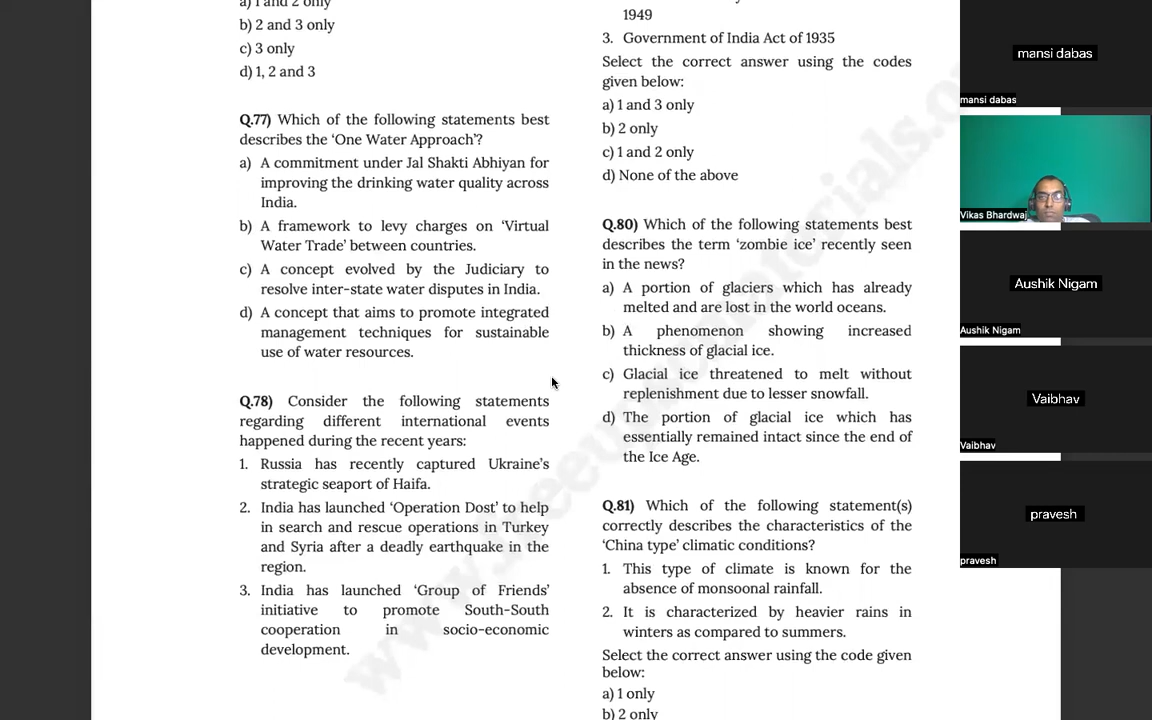 a) 1 and 2 only
b) 2 and 3 only
c) 3 only
d) 1, 2 and 3
Q.77) Which of the following statements best
describes the ‘One Water Approach’?
a) A commitment under Jal Shakti Abhiyan for
improving the drinking water quality across
India.
b) A framework to levy charges on ‘Virtual
Water Trade’ between countries.
c) A concept evolved by the Judiciary to
resolve inter-state water disputes in India.
d) A concept that aims to promote integrated
management techniques for sustainable
use of water resources.
Q.78) Consider the following statements
regarding different international events
happened during the recent years:
1. Russia has recently captured Ukraine’s
strategic seaport of Haifa.
2. India has launched ‘Operation Dost’ to help
in search and rescue operations in Turkey
and Syria after a deadly earthquake in the
region.
3. India has launched ‘Group of Friends’
initiative to promote South-South
cooperation in socio-economic
development.
1949
3. Government of India Act of 1935
Select the correct answer using the codes
given below:
a) 1 and 3 only
b) 2 only
c) 1 and 2 only
d) None of the above
Q.80) Which of the following statements best
describes the term ‘zombie ice’ recently seen
in the news?
a) A portion of glaciers which has already
melted and are lost in the world oceans.
b) A phenomenon showing increased
thickness of glacial ice.
c) Glacial ice threatened to melt without
replenishment due to lesser snowfall.
d) The portion of glacial ice which has
essentially remained intact since the end of
the Ice Age.
Q.81) Which of the following statement(s)
correctly describes the characteristics of the
‘China type’ climatic conditions?
1. This type of climate is known for the
absence of monsoonal rainfall.
2. It is characterized by heavier rains in
winters as compared to summers.
Select the correct answer using the code given
below:
a) 1 only
b) 2 only
mansi dabas
mansi dabas
Vikas Bhardwaj
Aushik Nigam
Aushik Nigam
Vaibhav
Vaibhav
pravesh
pravesh